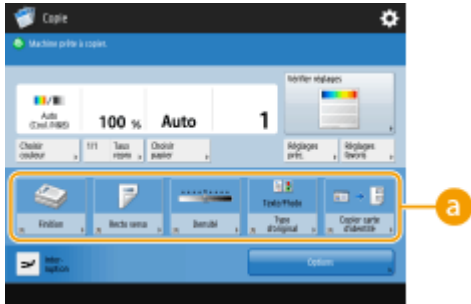 Copie
Machine prête à copier.
Vérifier réglages
Auto
(Coul./N&B)
100 %
Auto
1
Choisir
couleur
1/1
Taux
repro
Choisir
papier
Réglages
préc.
Réglages
favoris
Finition
Recto verso
Densité
Texte/Photo
Type
d'original
Copier carte
d'identité
a
Inter-
ruption
Options